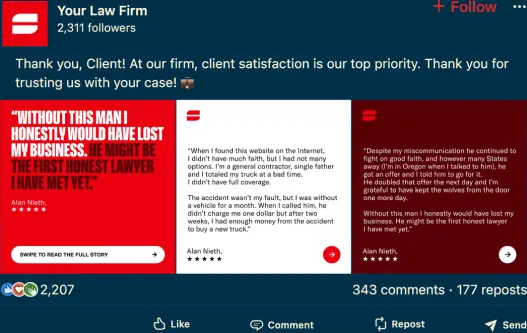 Your Law Firm
+ Follow
...
2,311 followers
Thank you, Client! At our firm, client satisfaction is our top priority. Thank you for
trusting us with your case! 💼
“WITHOUT THIS MAN I
HONESTLY WOULD HAVE LOST
MY BUSINESS. HE MIGHT BE
THE FIRST HONEST LAWYER
I HAVE MET YET.”
Alan Nieth,
★★★★★
SWIPE TO READ THE FULL STORY →
“When I found this website on the Internet,
I didn’t have much faith, but I had not many
options. I’m a general contractor, single father
and I totaled my truck at a bad time.
I didn’t have full coverage.
The accident wasn’t my fault, but I was without
a vehicle for a month. When I called him, he
didn’t charge me one dollar but after two
weeks, I had enough money from the accident
to buy a new truck.”
Alan Nieth,
★★★★★
→
“Despite my miscommunication he continued to
fight on good faith, and however many States
away (I’m in Oregon when I talked to him), he
got an offer and I told him to go for it.
He doubled that offer the next day and I’m
grateful to have kept the wolves from the door
one more day.
Without this man I honestly would have lost my
business. He might be the first honest lawyer
I have met yet.”
Alan Nieth,
★★★★★
→
2,207
343 comments · 177 reposts
Like
Comment
Repost
Send